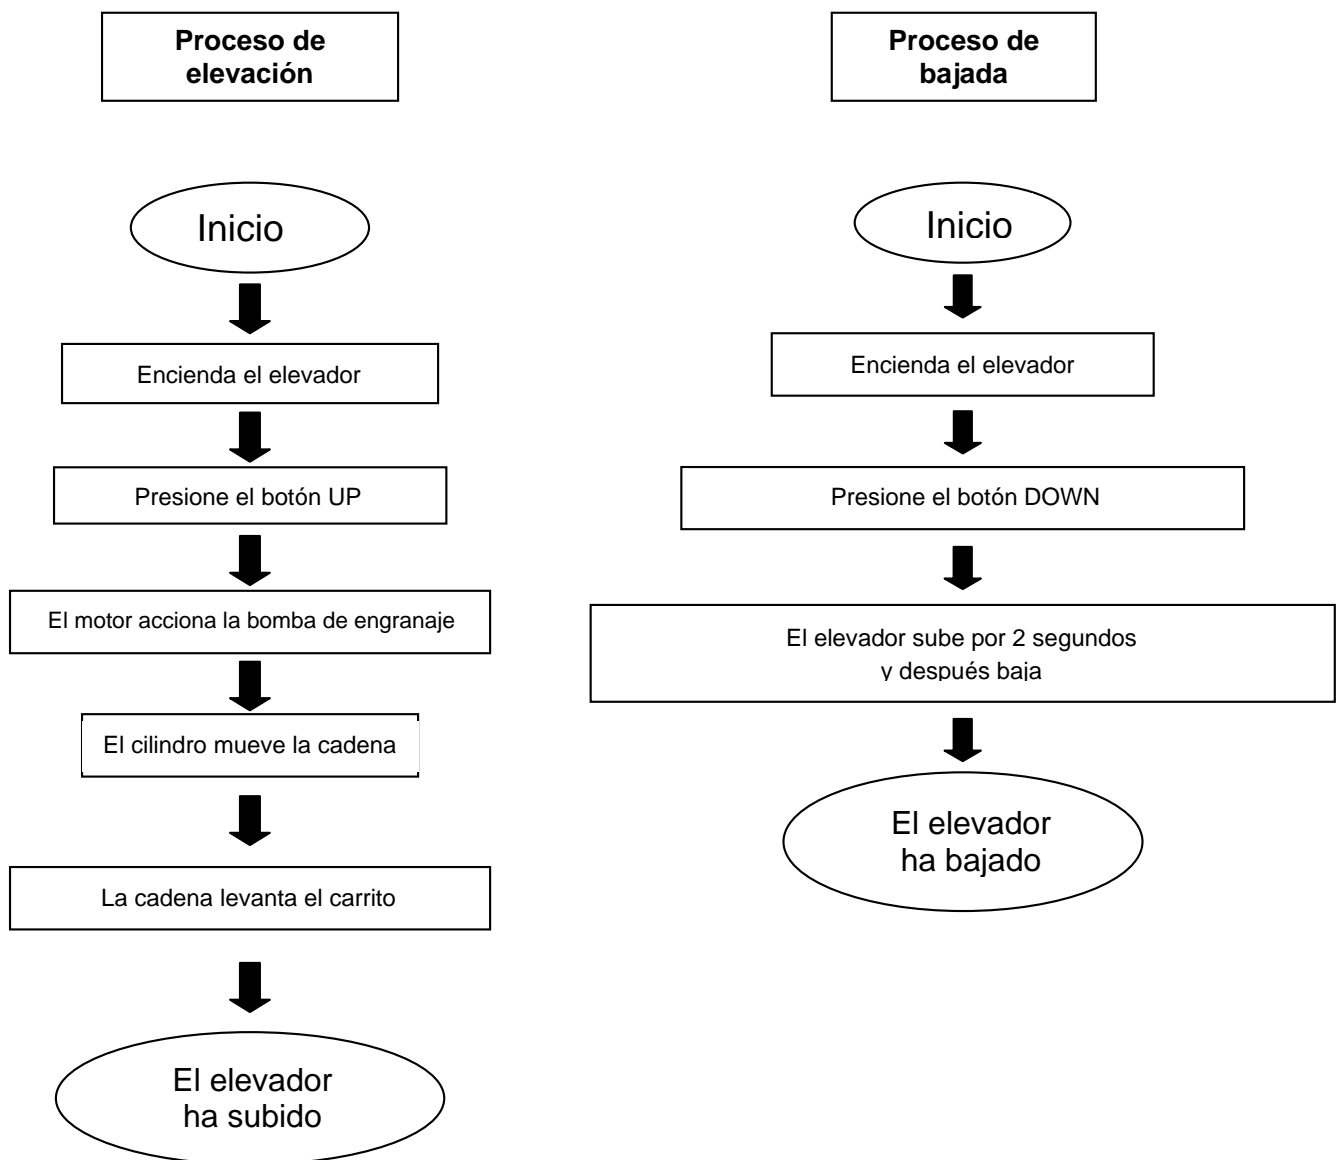 Proceso de
elevación
Inicio
Encienda el elevador
Presione el botón UP
El motor acciona la bomba de engranaje
El cilindro mueve la cadena
La cadena levanta el carrito
El elevador
ha subido
Proceso de
bajada
Inicio
Encienda el elevador
Presione el botón DOWN
El elevador sube por 2 segundos
y después baja
El elevador
ha bajado